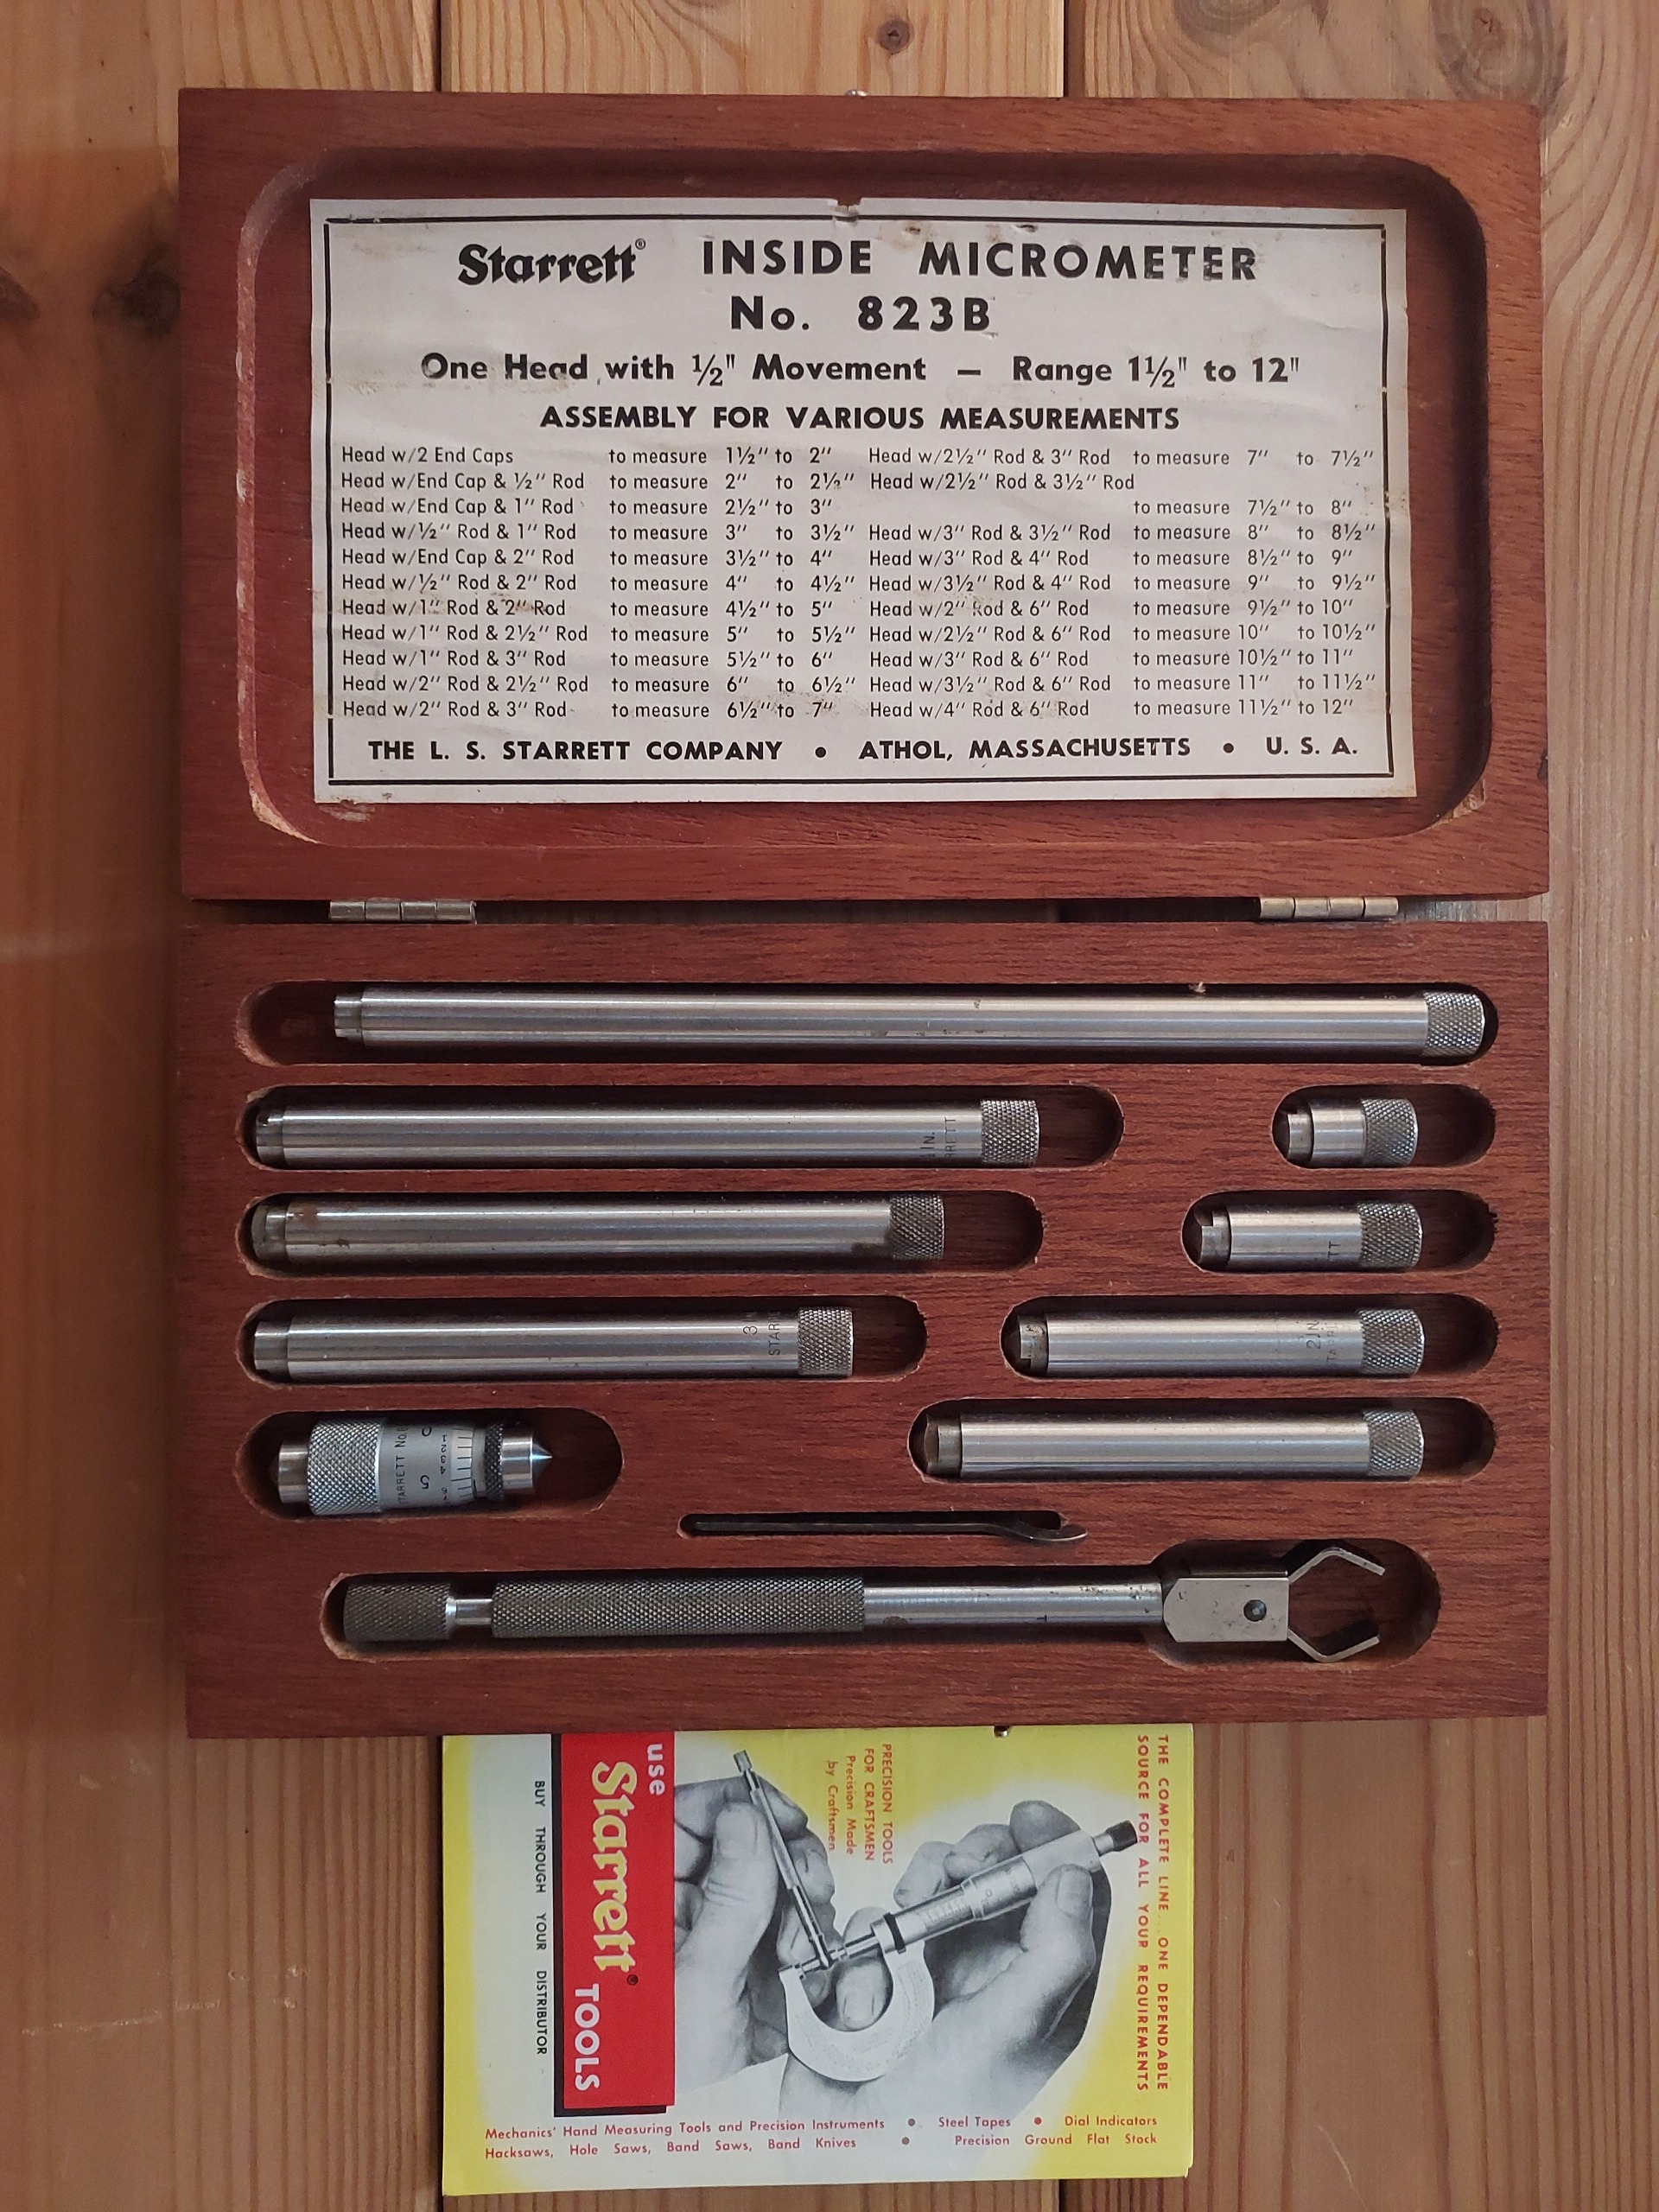 Starrett® INSIDE MICROMETER
No. 823B
One Head with ½" Movement — Range 1½" to 12"
ASSEMBLY FOR VARIOUS MEASUREMENTS
Head w/2 End Caps to measure 1½" to 2"
Head w/End Cap & ½" Rod to measure 2" to 2½"
Head w/End Cap & 1" Rod to measure 2½" to 3"
Head w/½" Rod & 1" Rod to measure 3" to 3½"
Head w/End Cap & 2" Rod to measure 3½" to 4"
Head w/½" Rod & 2" Rod to measure 4" to 4½"
Head w/1" Rod & 2" Rod to measure 4½" to 5"
Head w/1" Rod & 2½" Rod to measure 5" to 5½"
Head w/1" Rod & 3" Rod to measure 5½" to 6"
Head w/2" Rod & 2½" Rod to measure 6" to 6½"
Head w/2" Rod & 3" Rod to measure 6½" to 7"
Head w/2½" Rod & 3" Rod to measure 7" to 7½"
Head w/2½" Rod & 3½" Rod
to measure 7½" to 8"
Head w/3" Rod & 3½" Rod to measure 8" to 8½"
Head w/3" Rod & 4" Rod to measure 8½" to 9"
Head w/3½" Rod & 4" Rod to measure 9" to 9½"
Head w/2" Rod & 6" Rod to measure 9½" to 10"
Head w/2½" Rod & 6" Rod to measure 10" to 10½"
Head w/3" Rod & 6" Rod to measure 10½" to 11"
Head w/3½" Rod & 6" Rod to measure 11" to 11½"
Head w/4" Rod & 6" Rod to measure 11½" to 12"
THE L. S. STARRETT COMPANY • ATHOL, MASSACHUSETTS • U. S. A.
IN.
3
2 IN.
STARRETT No.
0
5
THE COMPLETE LINE... ONE DEPENDABLE
SOURCE FOR ALL YOUR REQUIREMENTS
PRECISION TOOLS
FOR CRAFTSMEN
Precision Made
by Craftsmen
use
Starrett®
TOOLS
BUY THROUGH YOUR DISTRIBUTOR
Mechanics' Hand Measuring Tools and Precision Instruments • Steel Tapes • Dial Indicators
Hacksaws, Hole Saws, Band Saws, Band Knives • Precision Ground Flat Stock